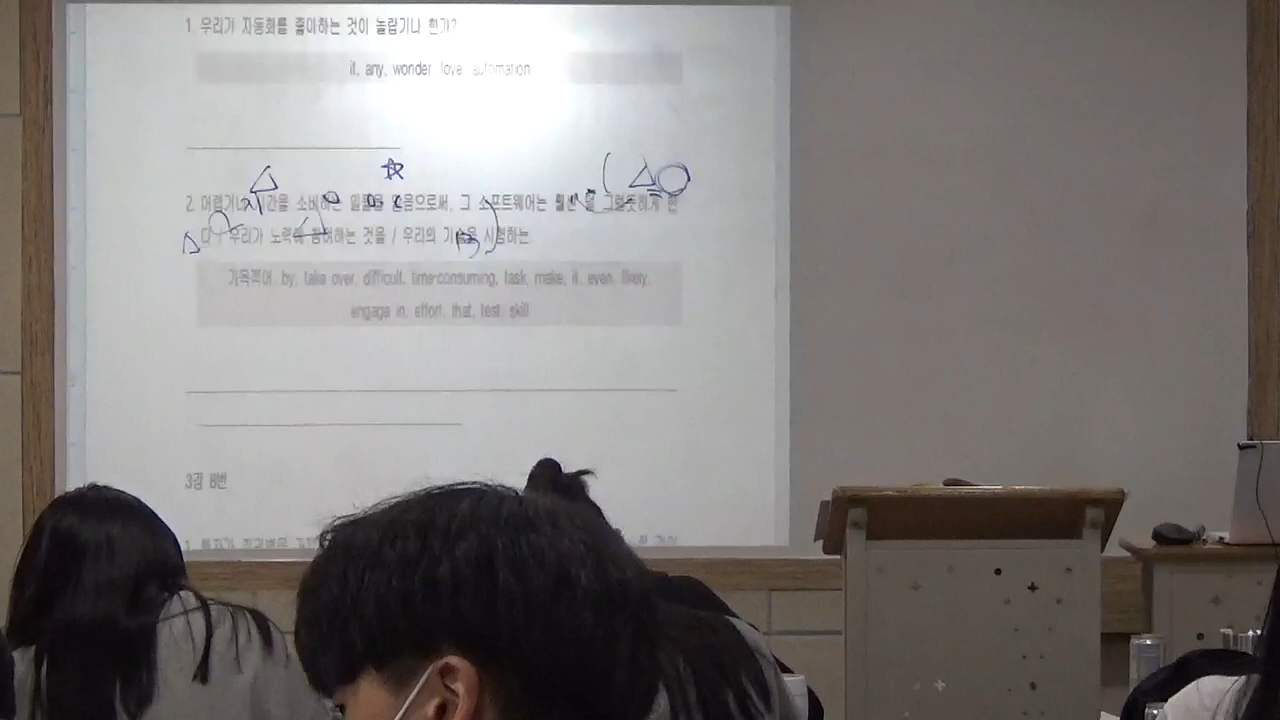 1 우리가 자동화를 좋아하는 것이 놀랍기나 한가?
it, any, wonder love automation
2 어렵거나 시간을 소비하는 일들을 맡음으로써, 그 소프트웨어는 훨씬 덜 그럴듯하게 한
다 / 우리가 노력에 참여하는 것을 / 우리의 기술을 시험하는
가목적어, by, take over, difficult, time-consuming, task, make, it, even, likely,
engage in, effort, that, test, skill
3강 8번